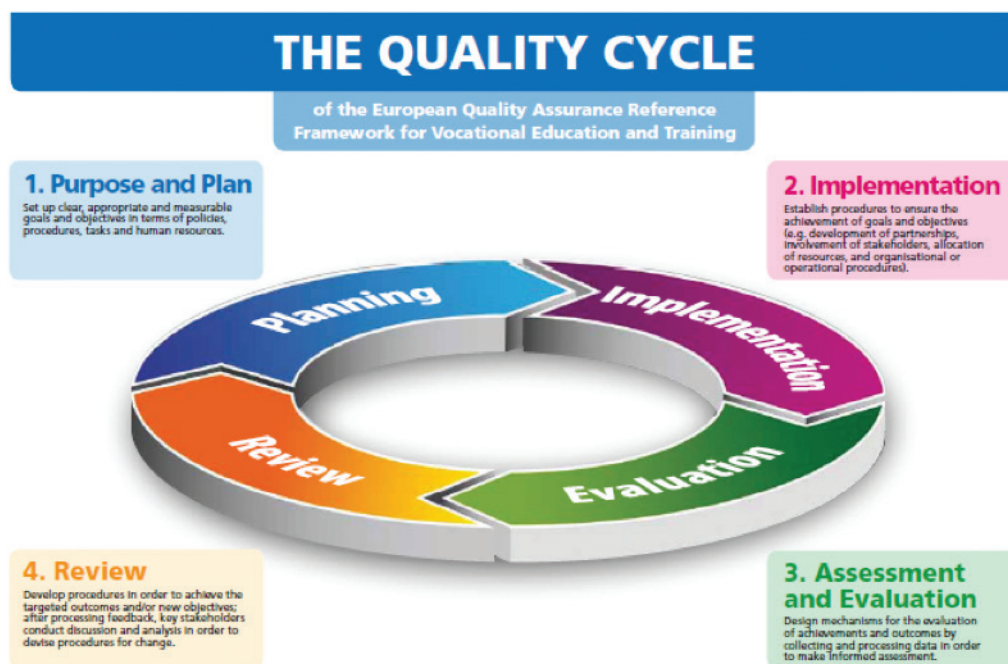 THE QUALITY CYCLE
of the European Quality Assurance Reference
Framework for Vocational Education and Training
1. Purpose and Plan
Set up clear, appropriate and measurable
goals and objectives in terms of policies,
procedures, tasks and human resources.
2. Implementation
Establish procedures to ensure the
achievement of goals and objectives
(e.g. development of partnerships,
involvement of stakeholders, allocation
of resources, and organisational or
operational procedures).
Planning
Implementation
Review
Evaluation
4. Review
Develop procedures in order to achieve the
targeted outcomes and/or new objectives;
after processing feedback, key stakeholders
conduct discussion and analysis in order to
devise procedures for change.
3. Assessment
and Evaluation
Design mechanisms for the evaluation
of achievements and outcomes by
collecting and processing data in order
to make informed assessment.